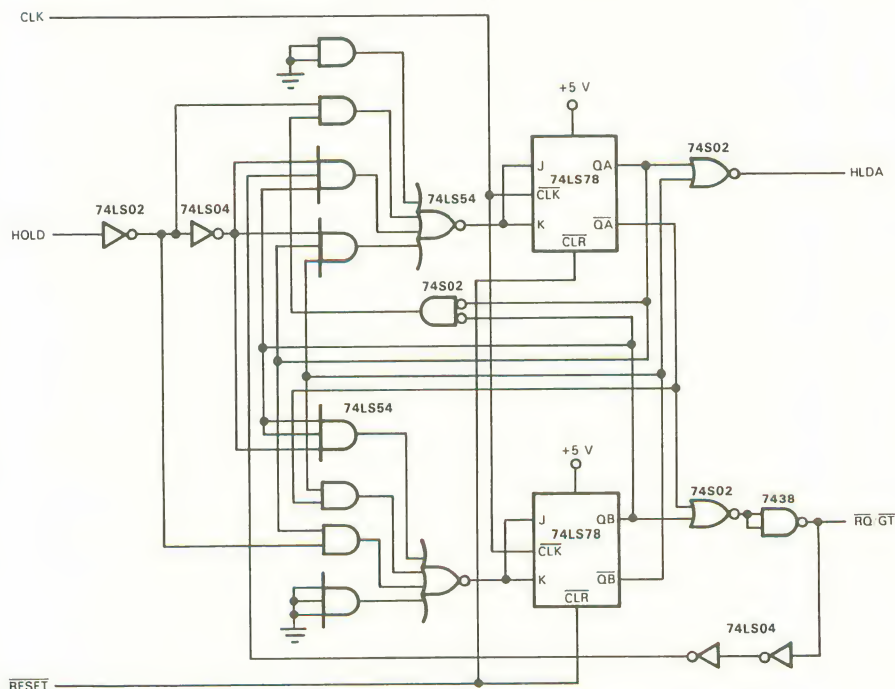 CLK
+5 V
74S02
J
QA
74LS78
HLDA
CLK
74LS54
74LS02
74LS04
K
QA
HOLD
CLR
74S02
74LS54
+5 V
74S02
7438
J
QB
RQ/GT
74LS78
CLK
K
QB
CLR
74LS04
RESET